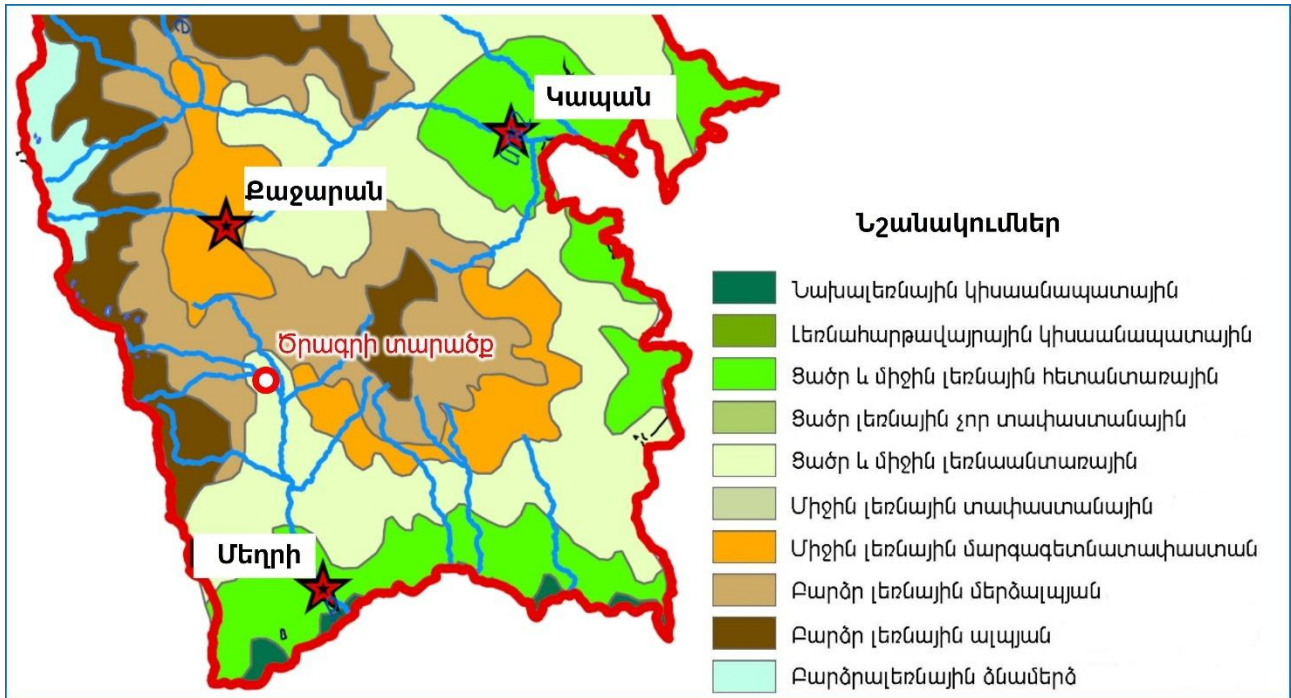 Կապան
Քաջարան
Ծրագրի տարածք
Մեղրի
Նշանակումներ
Նախալեռնային կիսաանապատային
Լեռնահարթավայրային կիսաանապատային
Ցածր և միջին լեռնային հետանտառային
Ցածր լեռնային չոր տափաստանային
Ցածր և միջին լեռնաանտառային
Միջին լեռնային տափաստանային
Միջին լեռնային մարգագետնատափաստան
Բարձր լեռնային մերձալպյան
Բարձր լեռնային ալպյան
Բարձրալեռնային ձնամերձ